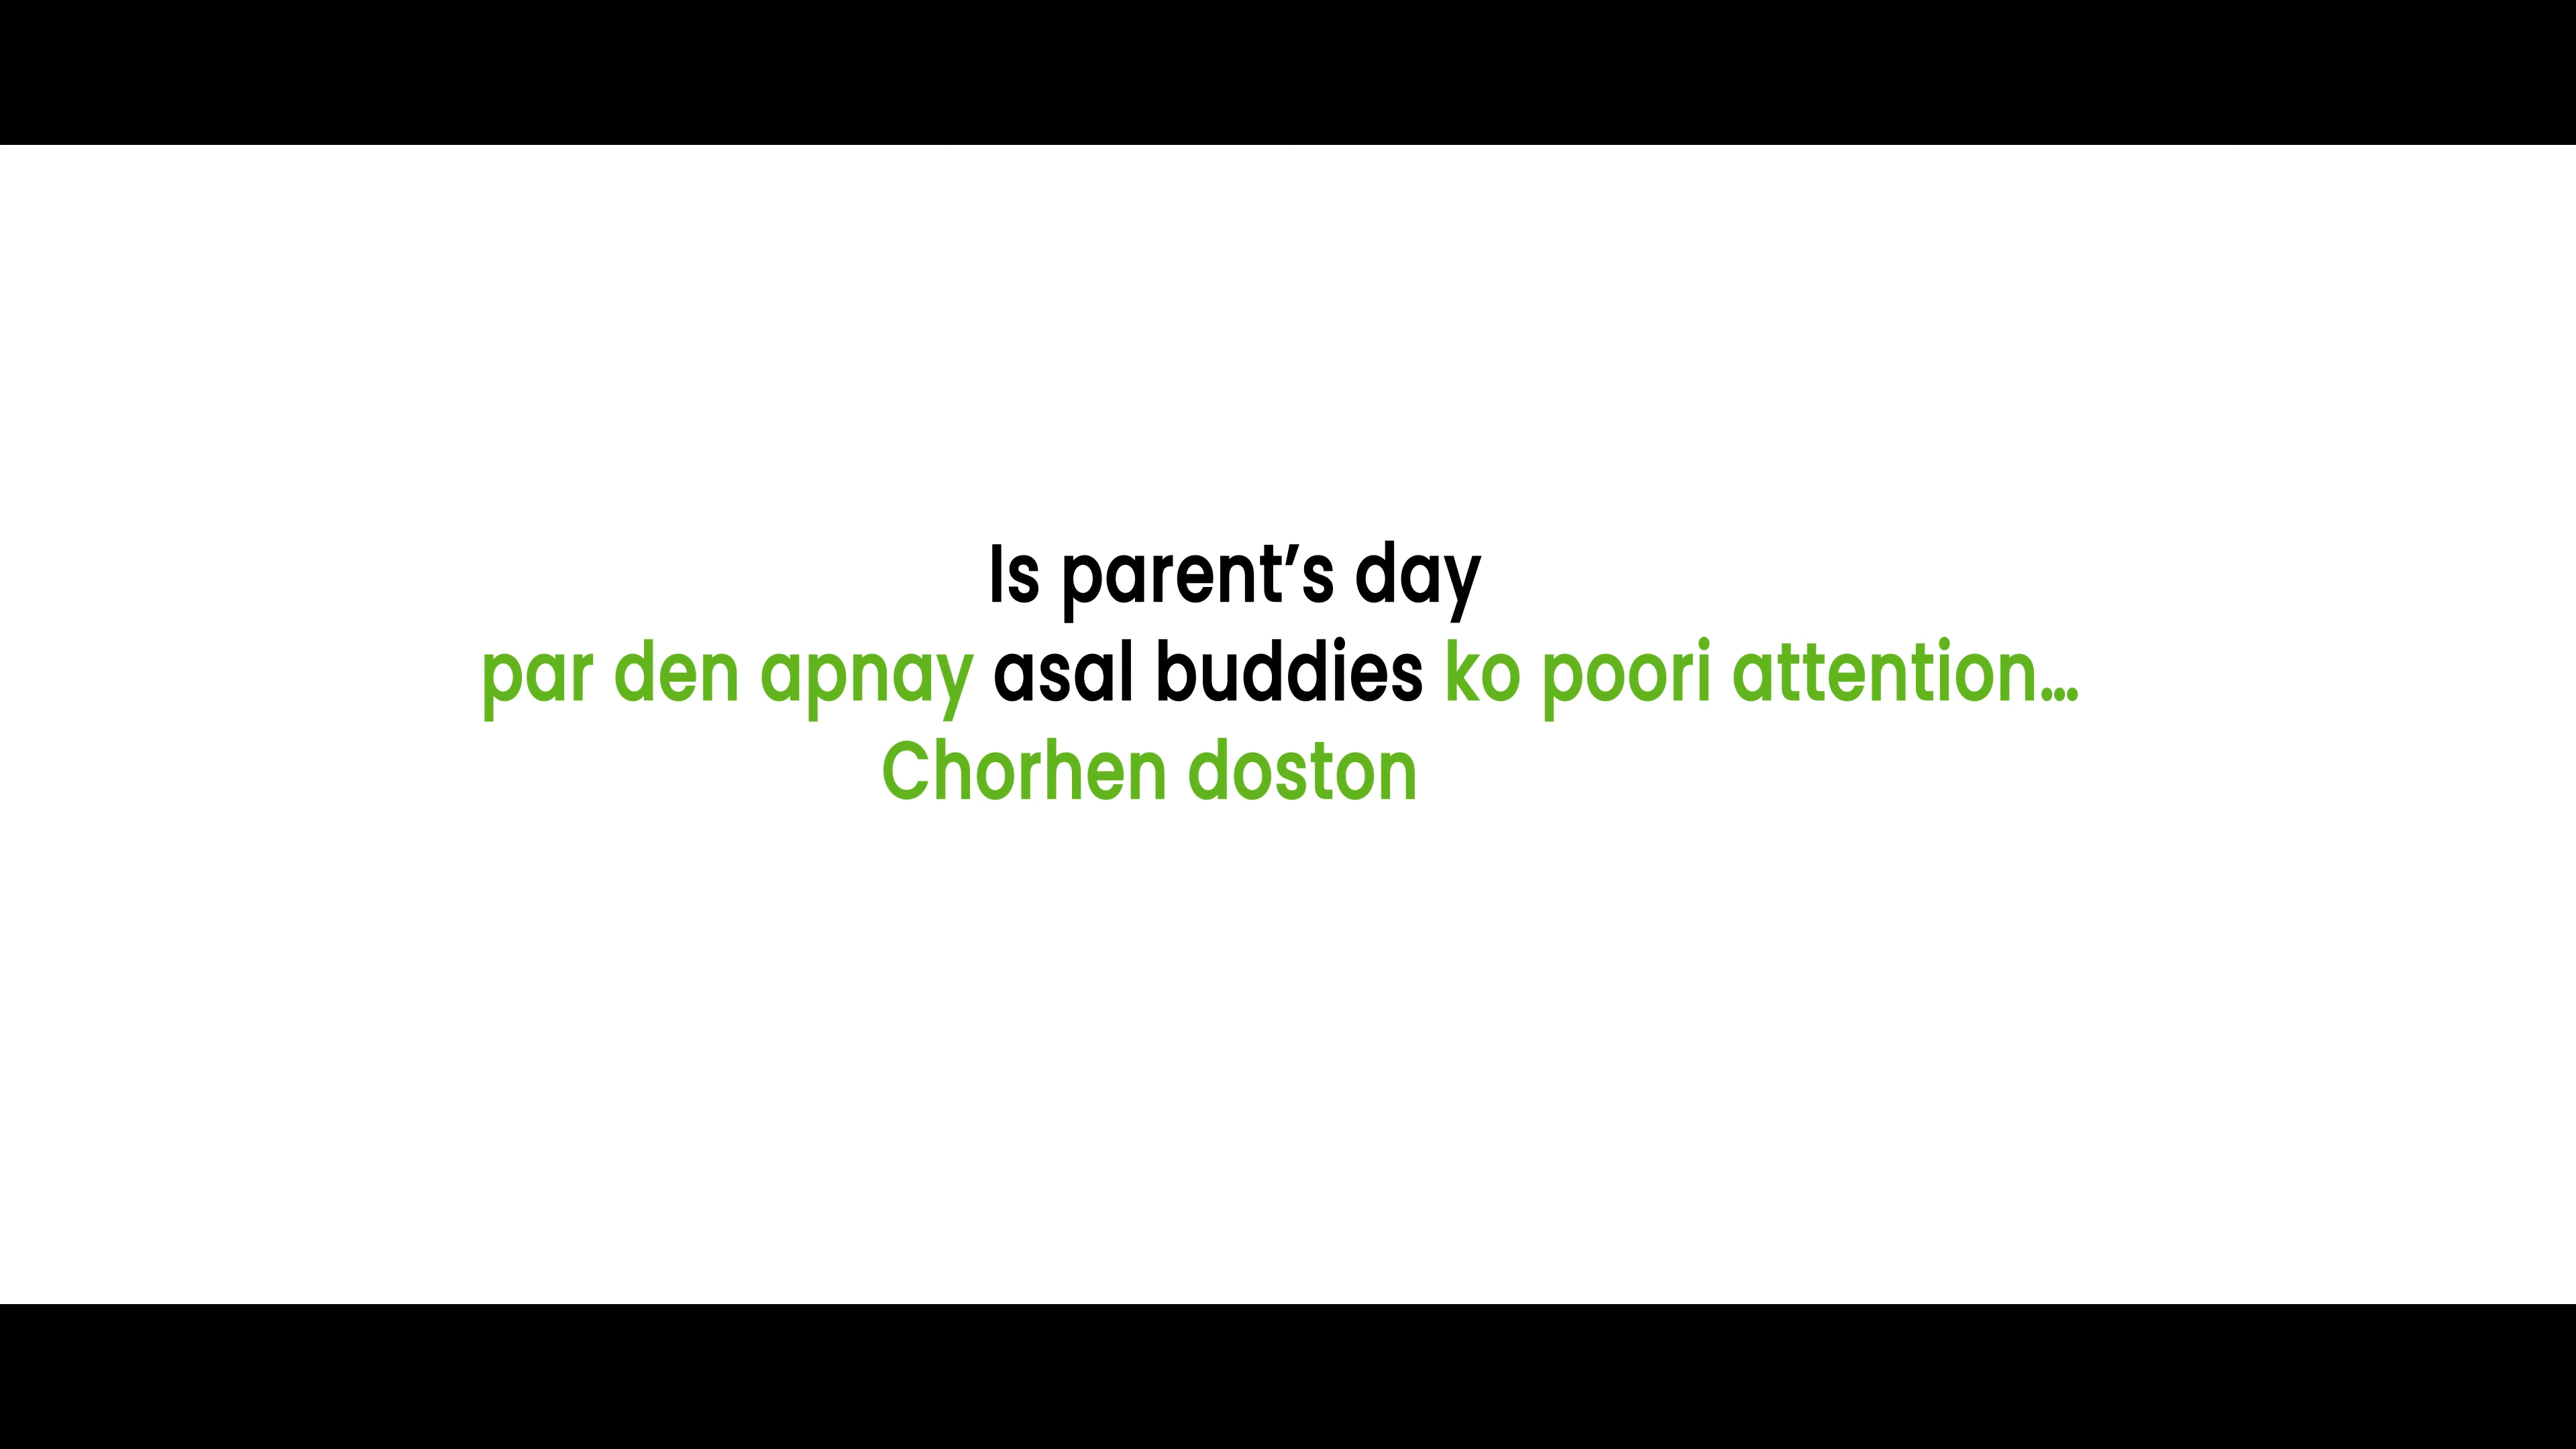 Is parent’s day
par den apnay asal buddies ko poori attention...
Chorhen doston